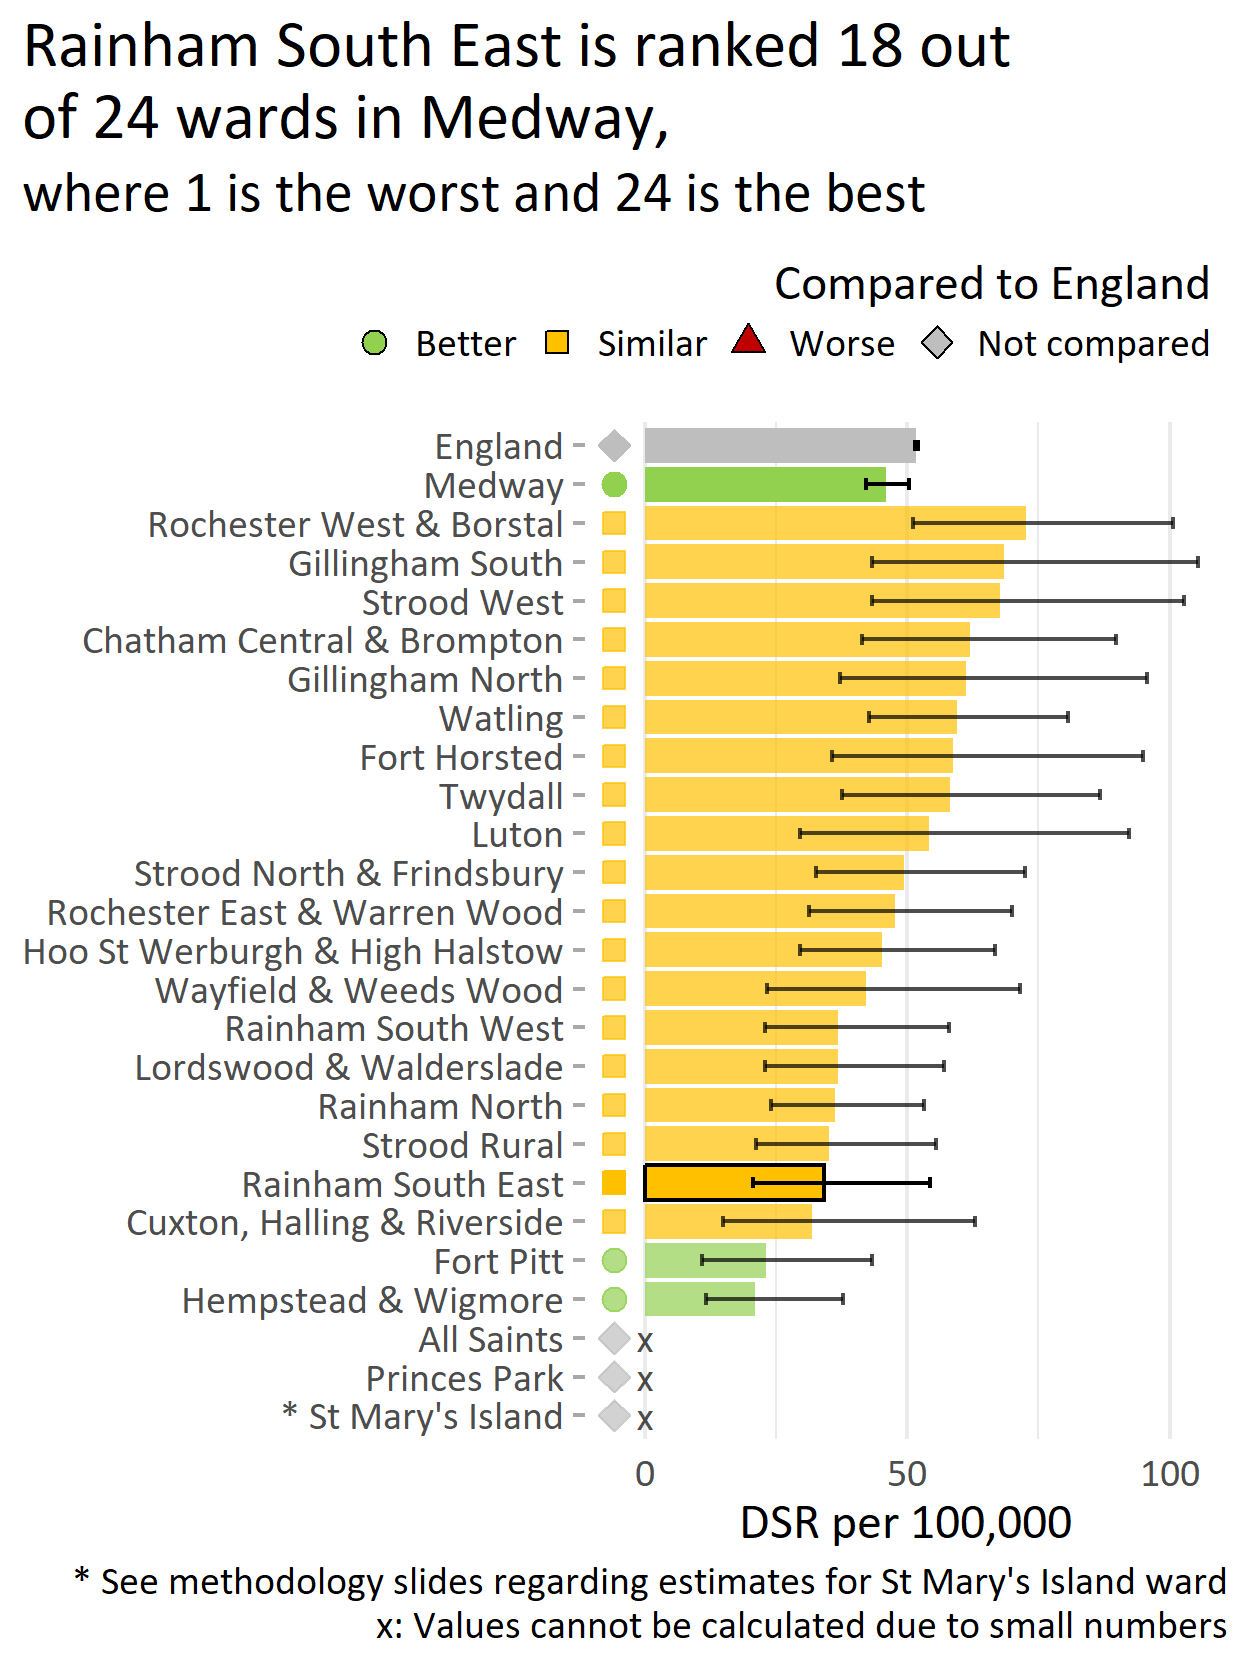 Rainham South East is ranked 18 out
of 24 wards in Medway,
where 1 is the worst and 24 is the best
Compared to England
Better Similar Worse Not compared
England
Medway
Rochester West & Borstal
Gillingham South
Strood West
Chatham Central & Brompton
Gillingham North
Watling
Fort Horsted
Twydall
Luton
Strood North & Frindsbury
Rochester East & Warren Wood
Hoo St Werburgh & High Halstow
Wayfield & Weeds Wood
Rainham South West
Lordswood & Walderslade
Rainham North
Strood Rural
Rainham South East
Cuxton, Halling & Riverside
Fort Pitt
Hempstead & Wigmore
All Saints x
Princes Park x
* St Mary's Island x
0 50 100
DSR per 100,000
* See methodology slides regarding estimates for St Mary's Island ward
x: Values cannot be calculated due to small numbers